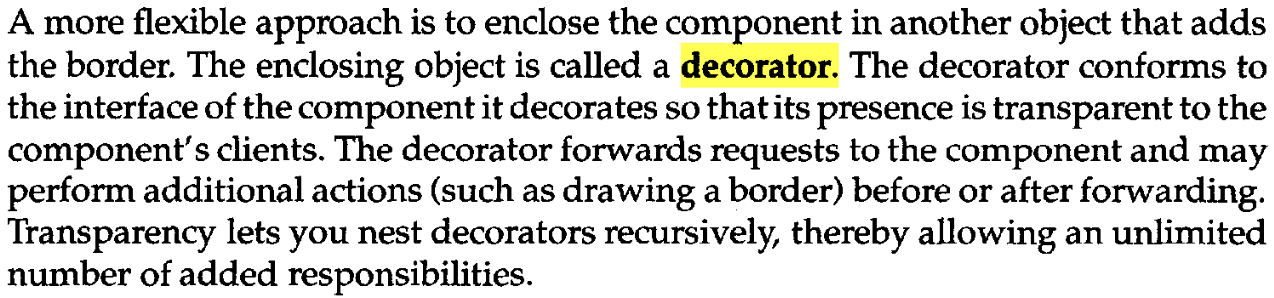 A more flexible approach is to enclose the component in another object that adds
the border. The enclosing object is called a decorator. The decorator conforms to
the interface of the component it decorates so that its presence is transparent to the
component's clients. The decorator forwards requests to the component and may
perform additional actions (such as drawing a border) before or after forwarding.
Transparency lets you nest decorators recursively, thereby allowing an unlimited
number of added responsibilities.